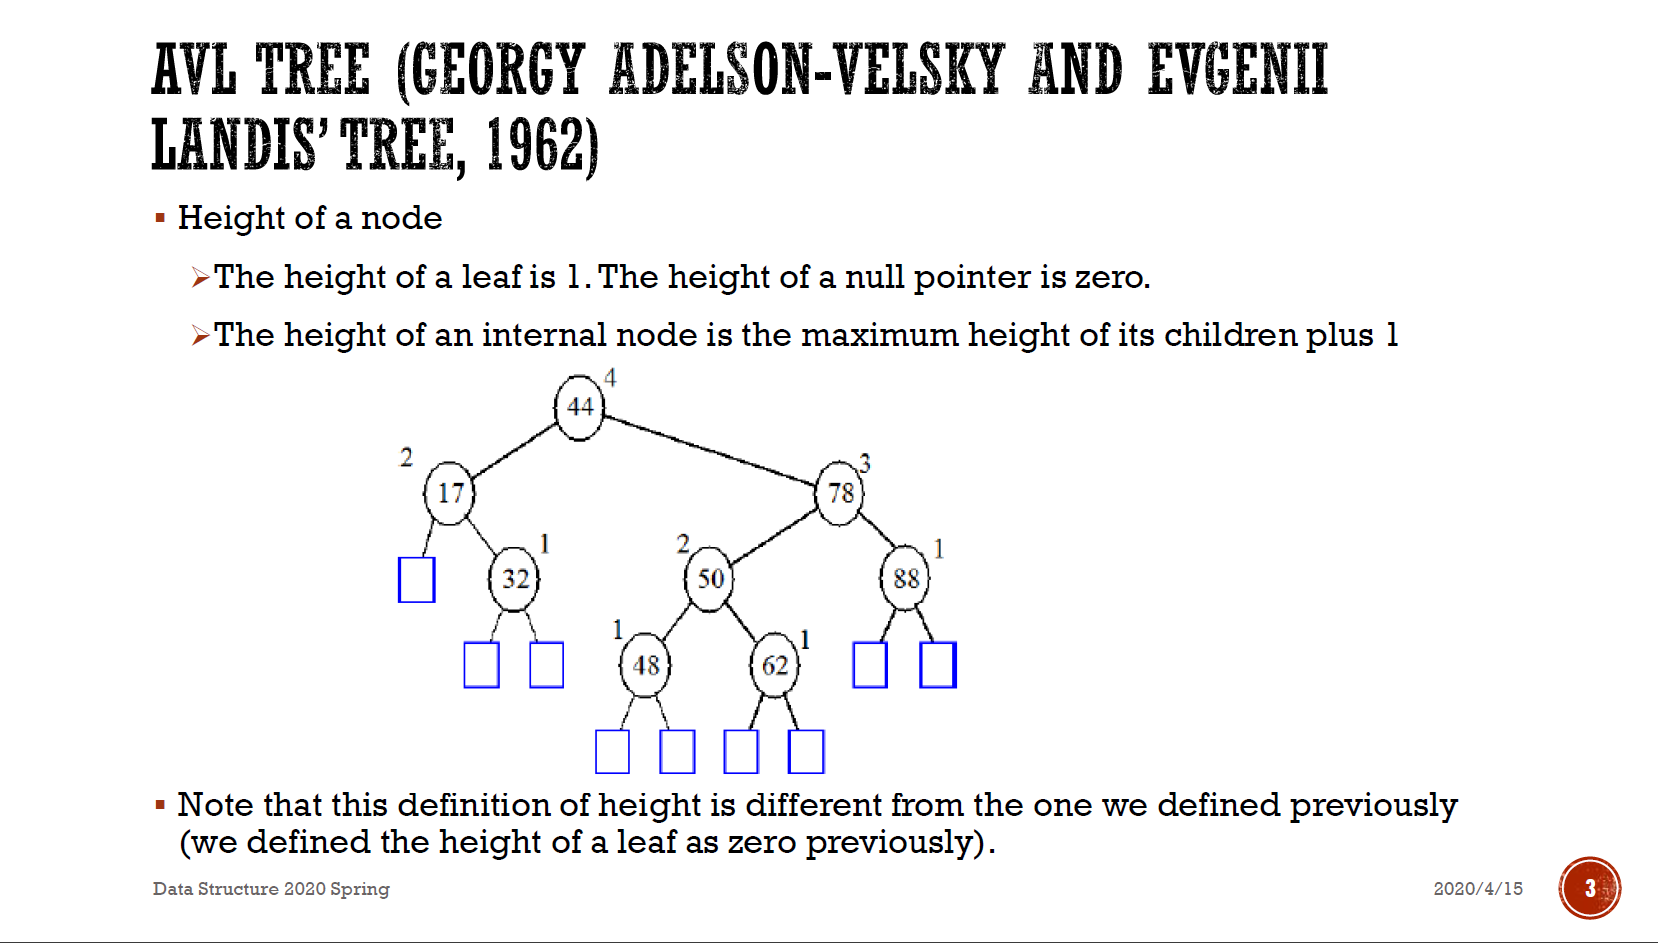 AVL TREE (GEORGY ADELSON-VELSKY AND EVGENII
LANDIS’ TREE, 1962)
▪ Height of a node
➢The height of a leaf is 1. The height of a null pointer is zero.
➢The height of an internal node is the maximum height of its children plus 1
4
44
2
3
17
78
1
2
1
32
50
88
1
1
48
62
▪ Note that this definition of height is different from the one we defined previously
(we defined the height of a leaf as zero previously).
Data Structure 2020 Spring
2020/4/15
3